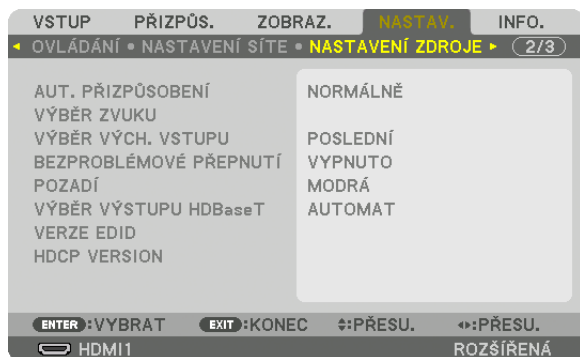 VSTUP PŘIZPŮS. ZOBRAZ. NASTAV. INFO.
◂ OVLÁDÁNÍ • NASTAVENÍ SÍTE • NASTAVENÍ ZDROJE ▸ 2/3
AUT. PŘIZPŮSOBENÍ NORMÁLNĚ
VÝBĚR ZVUKU
VÝBĚR VÝCH. VSTUPU POSLEDNÍ
BEZPROBLÉMOVÉ PŘEPNUTÍ VYPNUTO
POZADÍ MODRÁ
VÝBĚR VÝSTUPU HDBaseT AUTOMAT
VERZE EDID
HDCP VERSION
ENTER :VYBRAT EXIT :KONEC :PŘESU. :PŘESU.
HDMI1 ROZŠÍŘENÁ